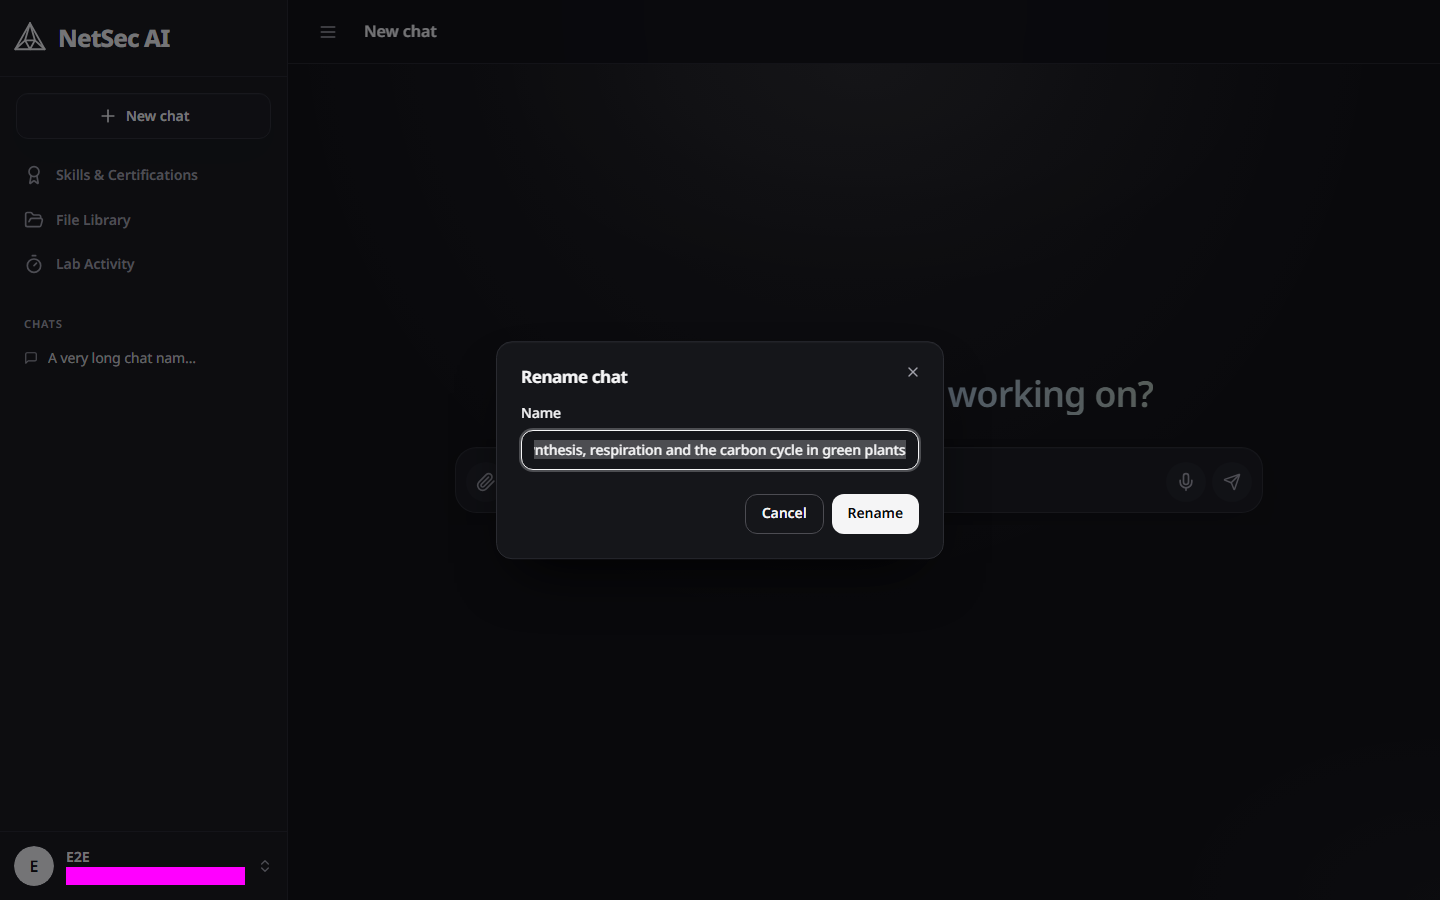 NetSec AI
New chat
New chat
Skills & Certifications
File Library
Lab Activity
CHATS
A very long chat nam...
working on?
Rename chat
Name
nthesis, respiration and the carbon cycle in green plants
Cancel
Rename
E
E2E